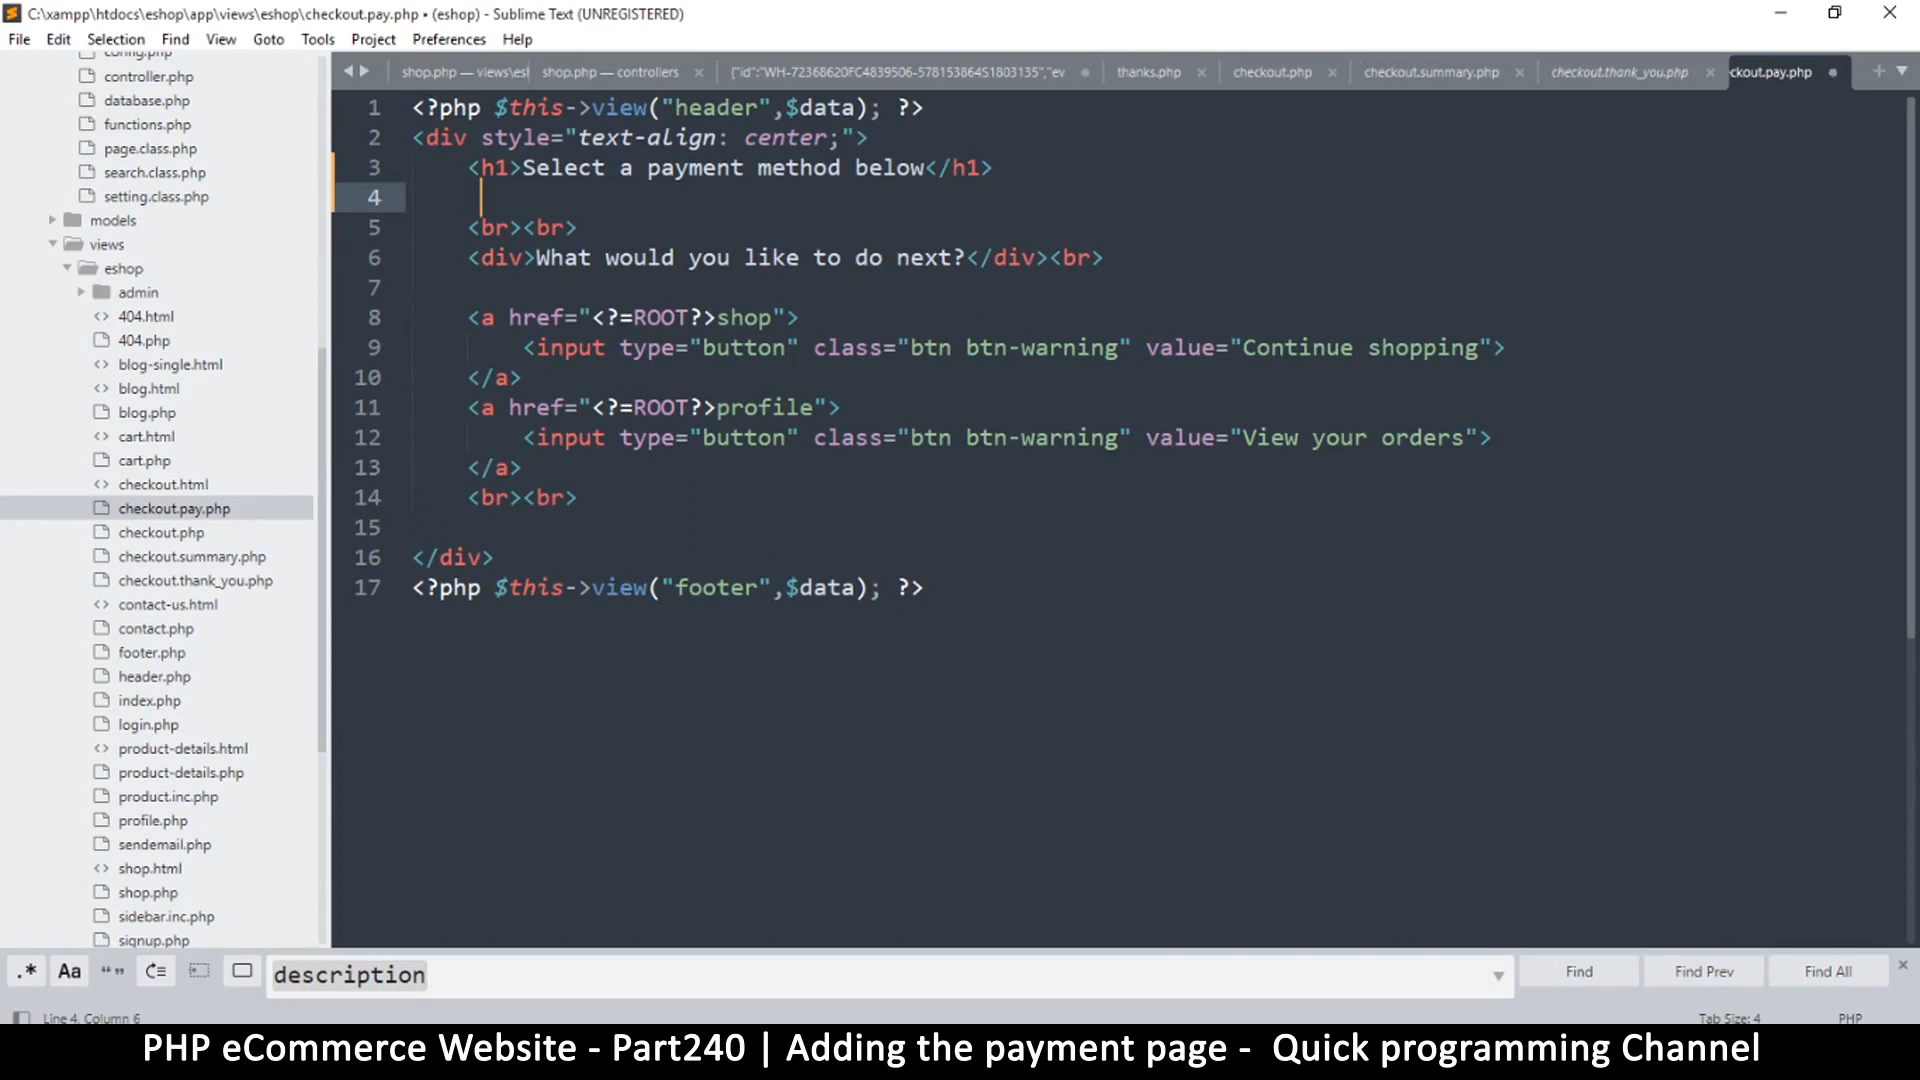 C:\xampp\htdocs\eshop\app\views\eshop\checkout.pay.php • (eshop) - Sublime Text (UNREGISTERED)
File Edit Selection Find View Goto Tools Project Preferences Help
shop.php — views\esl shop.php — controllers {"id":"WH-72368620FC4839506-578153864S1803135","ev thanks.php checkout.php checkout.summary.php checkout.thank_you.php ckout.pay.php
config.php
controller.php
database.php
functions.php
page.class.php
search.class.php
setting.class.php
models
views
eshop
admin
404.html
404.php
blog-single.html
blog.html
blog.php
cart.html
cart.php
checkout.html
checkout.pay.php
checkout.php
checkout.summary.php
checkout.thank_you.php
contact-us.html
contact.php
footer.php
header.php
index.php
login.php
product-details.html
product-details.php
product.inc.php
profile.php
sendemail.php
shop.html
shop.php
sidebar.inc.php
signup.php
1 <?php $this->view("header",$data); ?>
2 <div style="text-align: center;">
3 <h1>Select a payment method below</h1>
4
5 <br><br>
6 <div>What would you like to do next?</div><br>
7
8 <a href="<?=ROOT?>shop">
9 <input type="button" class="btn btn-warning" value="Continue shopping">
10 </a>
11 <a href="<?=ROOT?>profile">
12 <input type="button" class="btn btn-warning" value="View your orders">
13 </a>
14 <br><br>
15
16 </div>
17 <?php $this->view("footer",$data); ?>
.* Aa “” description Find Find Prev Find All
Line 4, Column 6 Tab Size: 4 PHP
PHP eCommerce Website - Part240 | Adding the payment page - Quick programming Channel